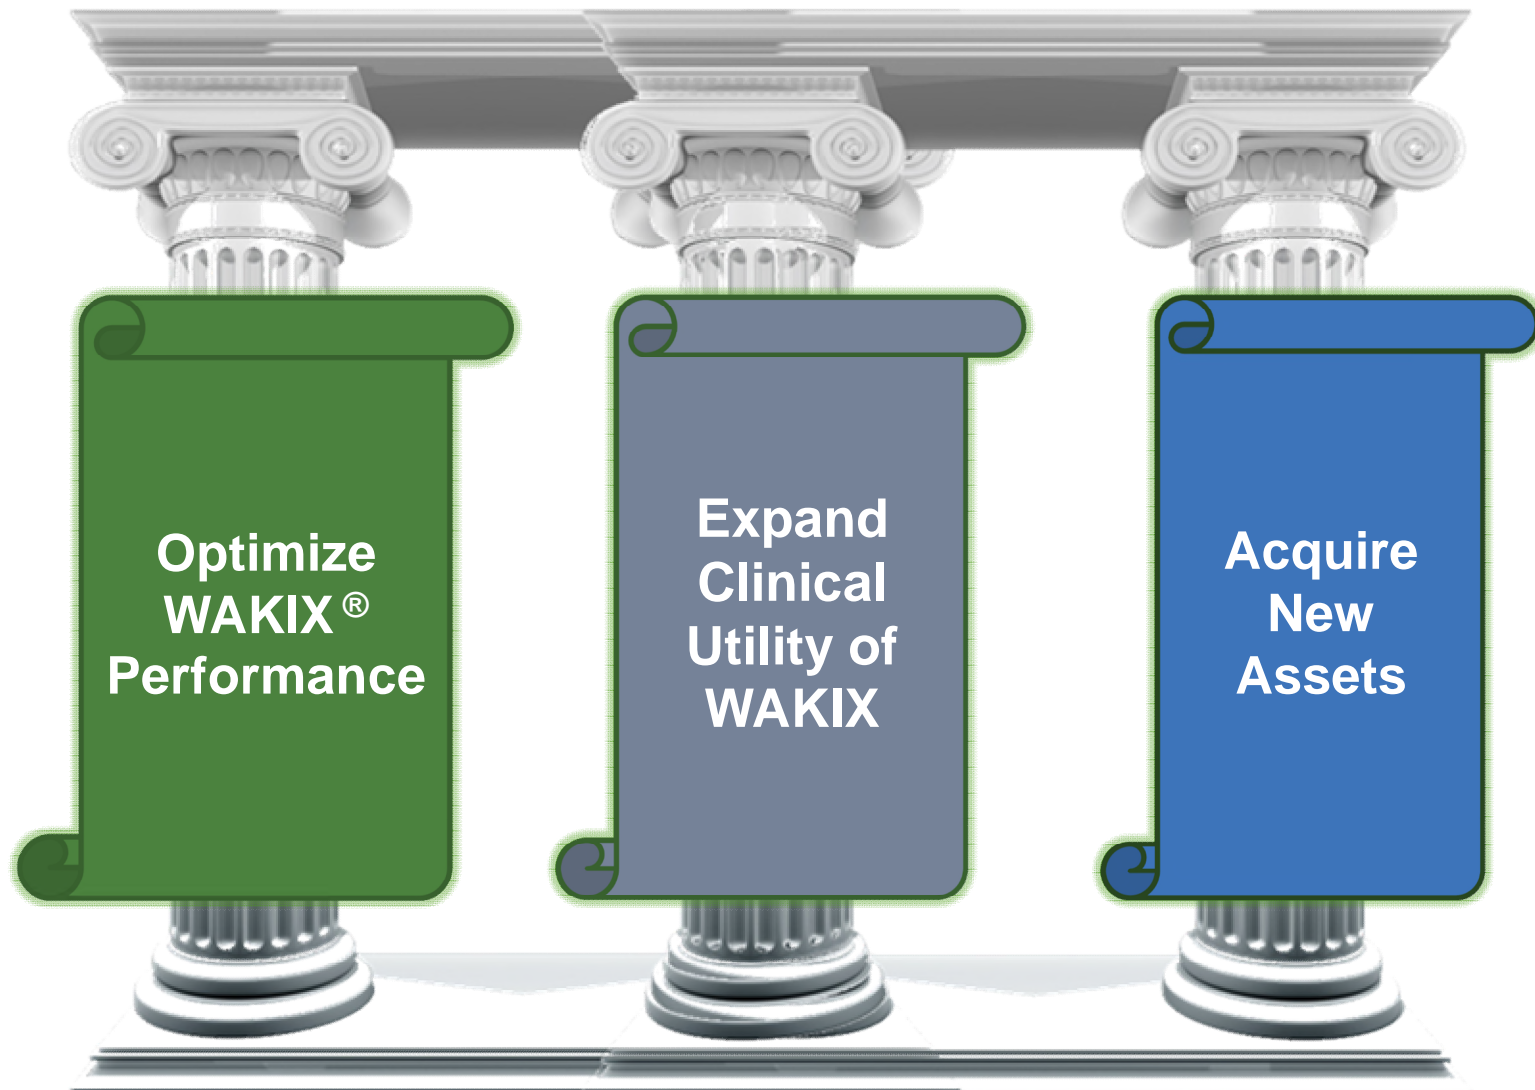 Optimize
WAKIX ®
Performance
Expand
Clinical
Utility of
WAKIX
Acquire
New
Assets